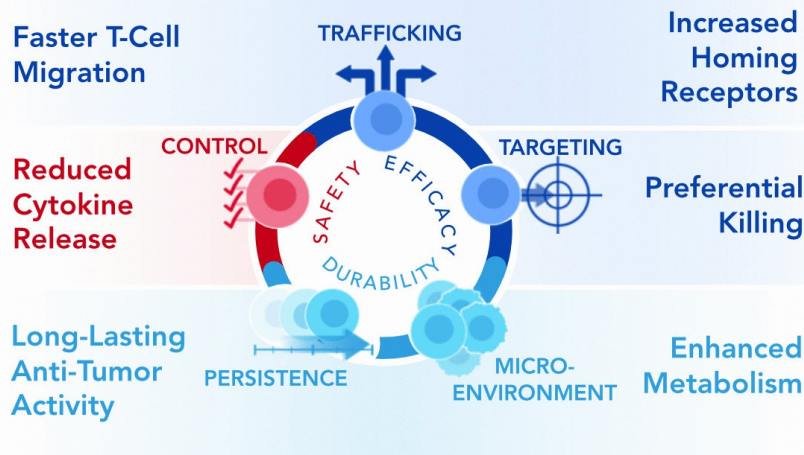 Faster T-Cell
Migration
TRAFFICKING
Increased
Homing
Receptors
CONTROL
TARGETING
Reduced
Cytokine
Release
SAFETY
EFFICACY
DURABILITY
Preferential
Killing
Long-Lasting
Anti-Tumor
Activity
PERSISTENCE
MICRO-
ENVIRONMENT
Enhanced
Metabolism